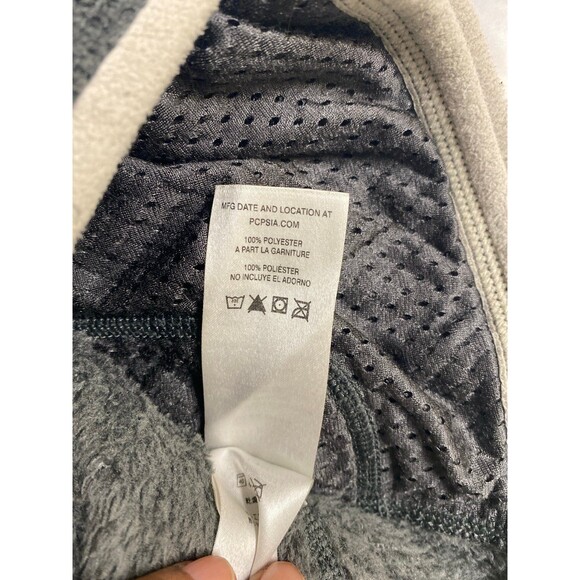 MFG DATE AND LOCATION AT
PCPSIA.COM
100% POLYESTER
A PART LA GARNITURE
100% POLIÉSTER
NO INCLUYE EL ADORNO